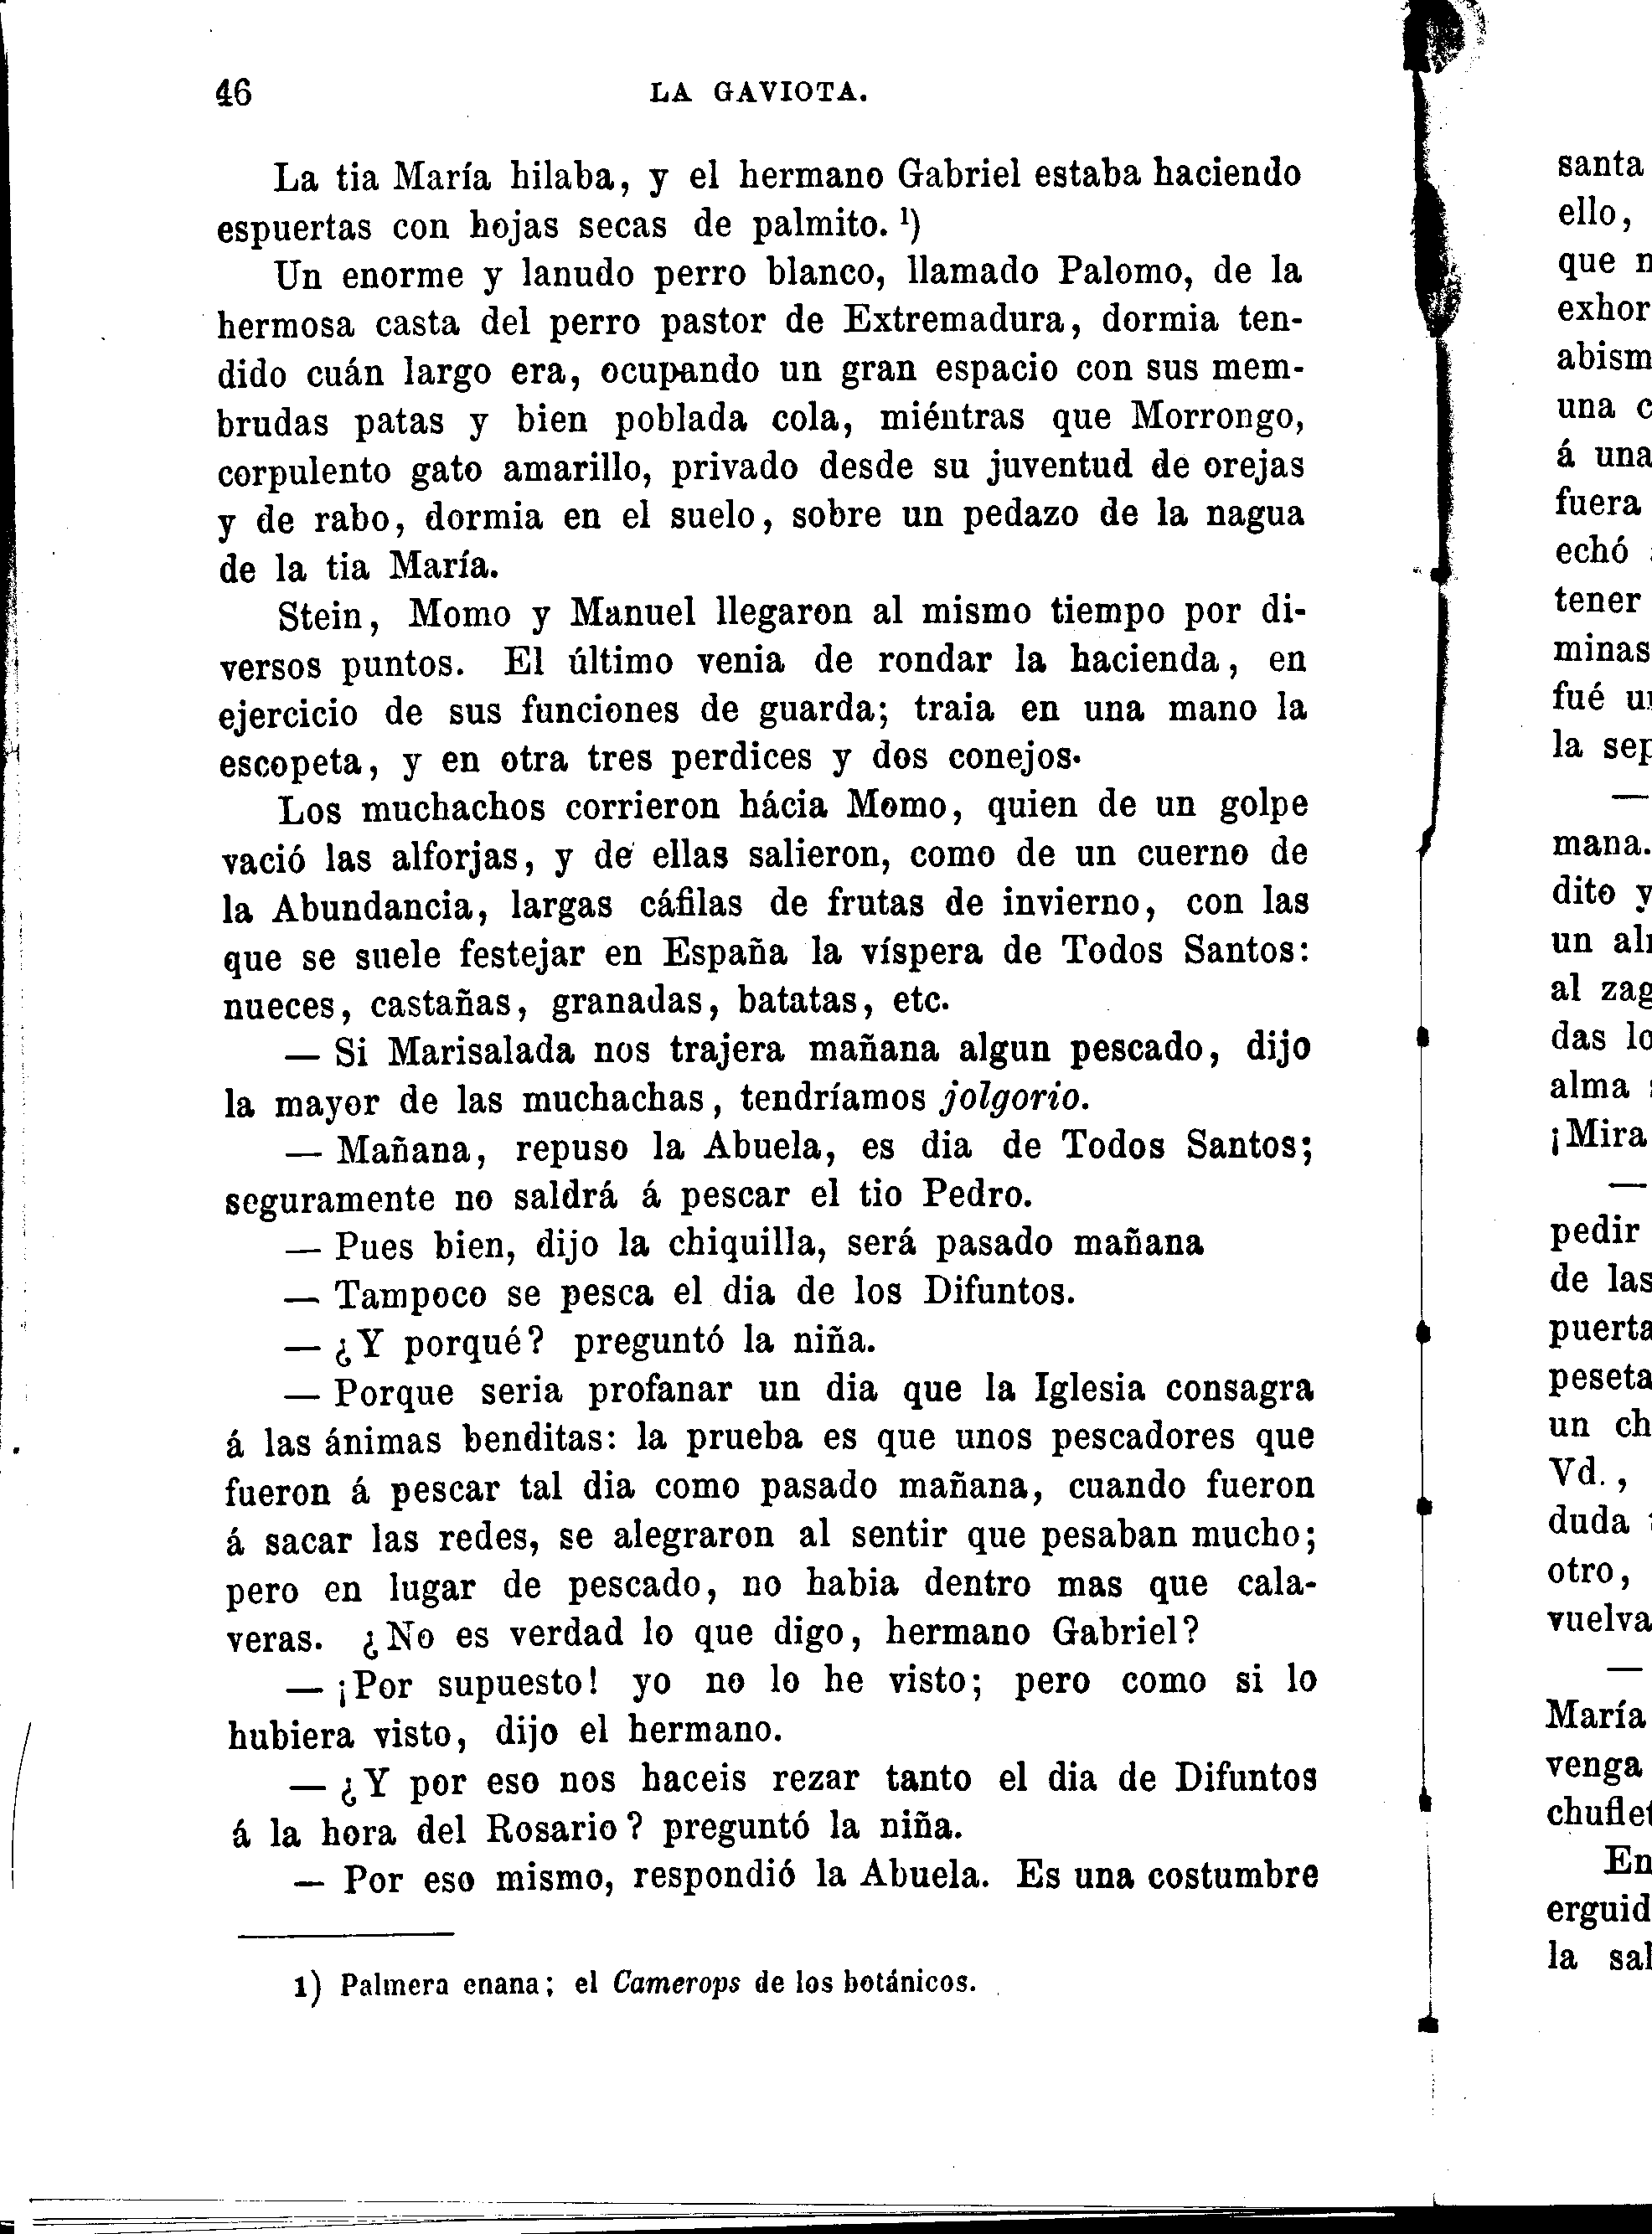 46
LA GAVIOTA.
La tia María hilaba, y el hermano Gabriel estaba haciendo
espuertas con hojas secas de palmito. ¹)
Un enorme y lanudo perro blanco, llamado Palomo, de la
hermosa casta del perro pastor de Extremadura, dormia ten-
dido cuán largo era, ocupando un gran espacio con sus mem-
brudas patas y bien poblada cola, miéntras que Morrongo,
corpulento gato amarillo, privado desde su juventud de orejas
y de rabo, dormia en el suelo, sobre un pedazo de la nagua
de la tia María.
Stein, Momo y Manuel llegaron al mismo tiempo por di-
versos puntos. El último venia de rondar la hacienda, en
ejercicio de sus funciones de guarda; traia en una mano la
escopeta, y en otra tres perdices y dos conejos.
Los muchachos corrieron hácia Momo, quien de un golpe
vació las alforjas, y de ellas salieron, como de un cuerno de
la Abundancia, largas cáfilas de frutas de invierno, con las
que se suele festejar en España la víspera de Todos Santos:
nueces, castañas, granadas, batatas, etc.
— Si Marisalada nos trajera mañana algun pescado, dijo
la mayor de las muchachas, tendríamos jolgorio.
— Mañana, repuso la Abuela, es dia de Todos Santos;
seguramente no saldrá á pescar el tio Pedro.
— Pues bien, dijo la chiquilla, será pasado mañana
— Tampoco se pesca el dia de los Difuntos.
— ¿Y porqué? preguntó la niña.
— Porque seria profanar un dia que la Iglesia consagra
á las ánimas benditas: la prueba es que unos pescadores que
fueron á pescar tal dia como pasado mañana, cuando fueron
á sacar las redes, se alegraron al sentir que pesaban mucho;
pero en lugar de pescado, no habia dentro mas que cala-
veras. ¿No es verdad lo que digo, hermano Gabriel?
— ¡Por supuesto! yo no lo he visto; pero como si lo
hubiera visto, dijo el hermano.
— ¿Y por eso nos haceis rezar tanto el dia de Difuntos
á la hora del Rosario? preguntó la niña.
— Por eso mismo, respondió la Abuela. Es una costumbre
1) Palmera enana; el Camerops de los botánicos.
santa
ello,
que
exhor
abism
una
á una
fuera
echó
tener
minas
fué
la sep
—
mana.
dito y
un
al zag
das lo
alma
¡Mira
—
pedir
de las
puerta
peseta
un ch
Vd.,
duda
otro,
vuelva
—
María
venga
chuflet
En
erguid
la sal